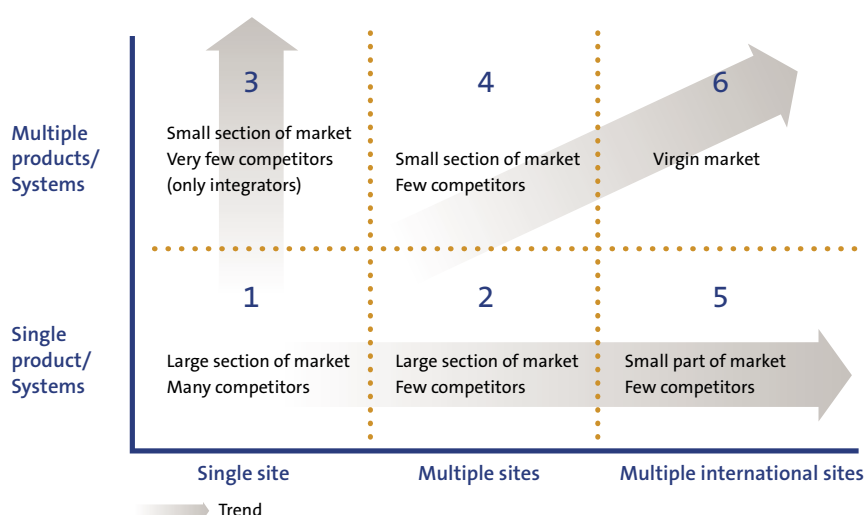 3
4
6
Multiple
products/
Systems
Small section of market
Very few competitors
(only integrators)
Small section of market
Few competitors
Virgin market
1
2
5
Single
product/
Systems
Large section of market
Many competitors
Large section of market
Few competitors
Small part of market
Few competitors
Single site
Multiple sites
Multiple international sites
Trend